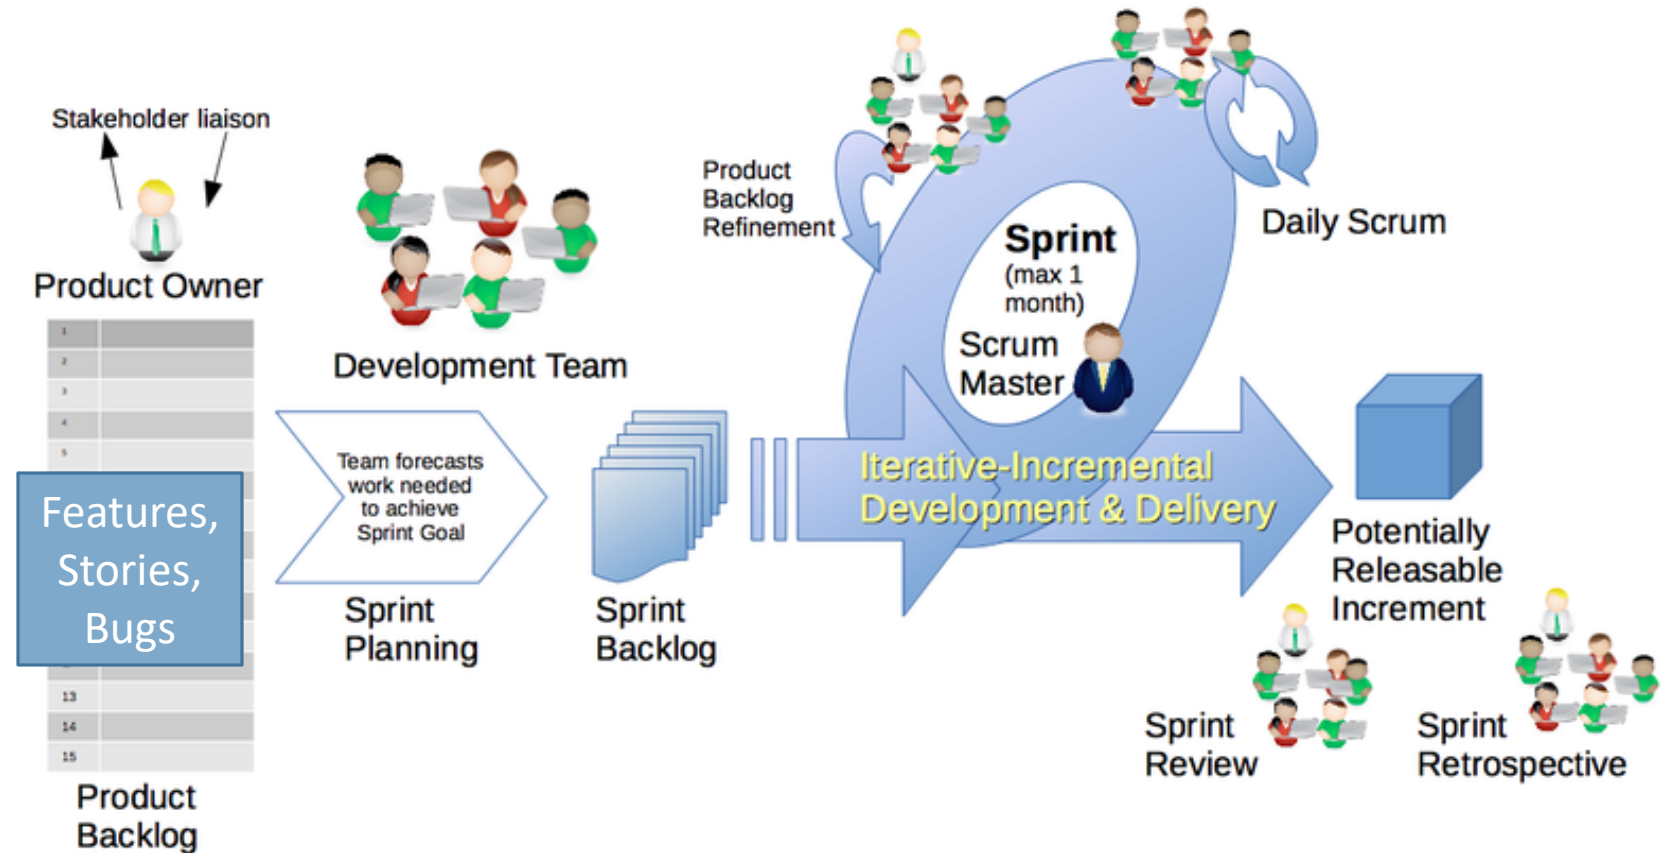 Stakeholder liaison
Product Owner
1
2
3
4
5
Features,
Stories,
Bugs
13
14
15
Product
Backlog
Development Team
Team forecasts
work needed
to achieve
Sprint Goal
Sprint
Planning
Sprint
Backlog
Product
Backlog
Refinement
Sprint
(max 1
month)
Scrum
Master
Daily Scrum
Iterative-Incremental
Development & Delivery
Potentially
Releasable
Increment
Sprint
Review
Sprint
Retrospective